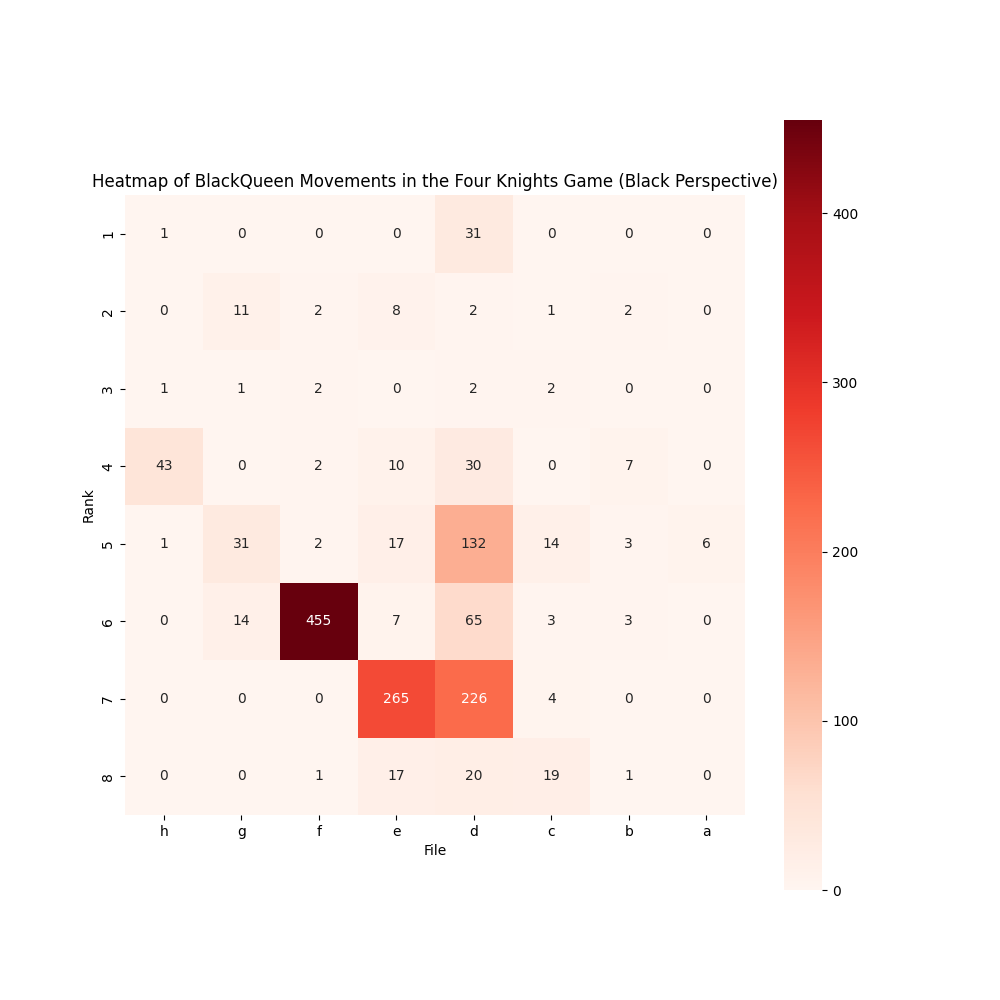 Heatmap of BlackQueen Movements in the Four Knights Game (Black Perspective)
400
300
200
100
0
Rank
1 1 0 0 0 31 0 0 0
2 0 11 2 8 2 1 2 0
3 1 1 2 0 2 2 0 0
4 43 0 2 10 30 0 7 0
5 1 31 2 17 132 14 3 6
6 0 14 455 7 65 3 3 0
7 0 0 0 265 226 4 0 0
8 0 0 1 17 20 19 1 0
h g f e d c b a
File